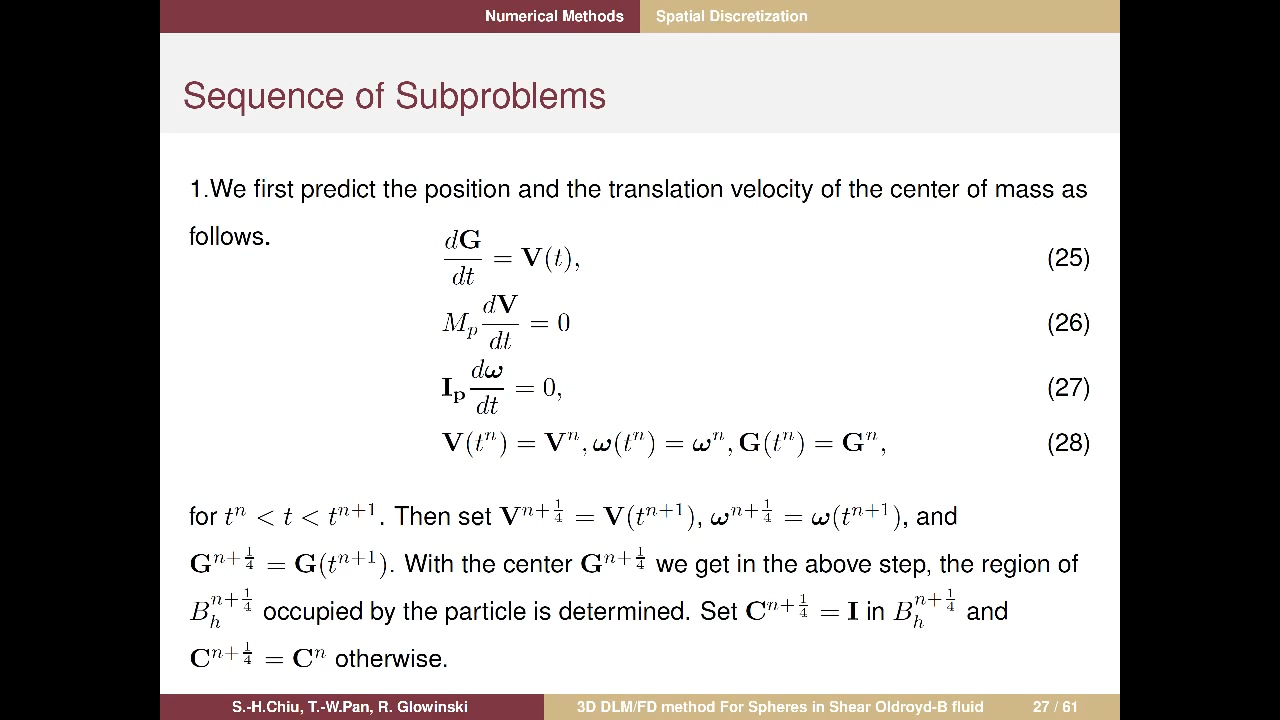 Numerical Methods Spatial Discretization
Sequence of Subproblems
1.We first predict the position and the translation velocity of the center of mass as
follows.
d𝐆/dt = 𝐕(t), (25)
M_p d𝐕/dt = 0 (26)
𝐈_𝐩 d𝝎/dt = 0, (27)
𝐕(t^n) = 𝐕^n, 𝝎(t^n) = 𝝎^n, 𝐆(t^n) = 𝐆^n, (28)
for t^n < t < t^{n+1}. Then set 𝐕^{n+1/4} = 𝐕(t^{n+1}), 𝝎^{n+1/4} = 𝝎(t^{n+1}), and
𝐆^{n+1/4} = 𝐆(t^{n+1}). With the center 𝐆^{n+1/4} we get in the above step, the region of
B_h^{n+1/4} occupied by the particle is determined. Set 𝐂^{n+1/4} = 𝐈 in B_h^{n+1/4} and
𝐂^{n+1/4} = 𝐂^n otherwise.
S.-H.Chiu, T.-W.Pan, R. Glowinski 3D DLM/FD method For Spheres in Shear Oldroyd-B fluid 27 / 61